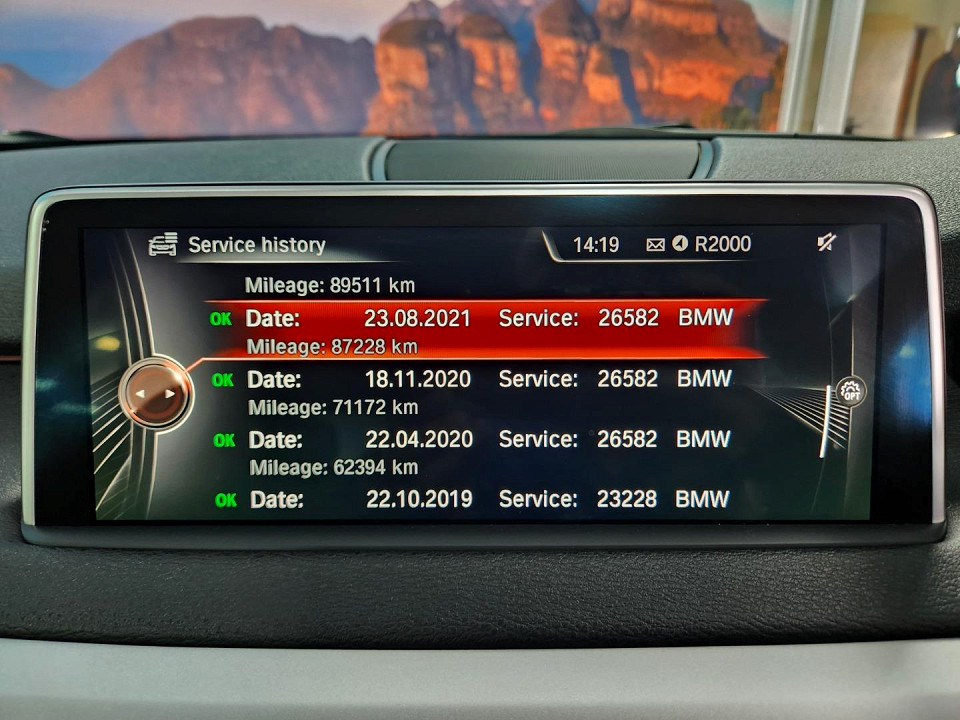 Service history 14:19 R2000
Mileage: 89511 km
OK Date: 23.08.2021 Service: 26582 BMW
Mileage: 87228 km
OK Date: 18.11.2020 Service: 26582 BMW
Mileage: 71172 km
OK Date: 22.04.2020 Service: 26582 BMW
Mileage: 62394 km
OK Date: 22.10.2019 Service: 23228 BMW
OPT